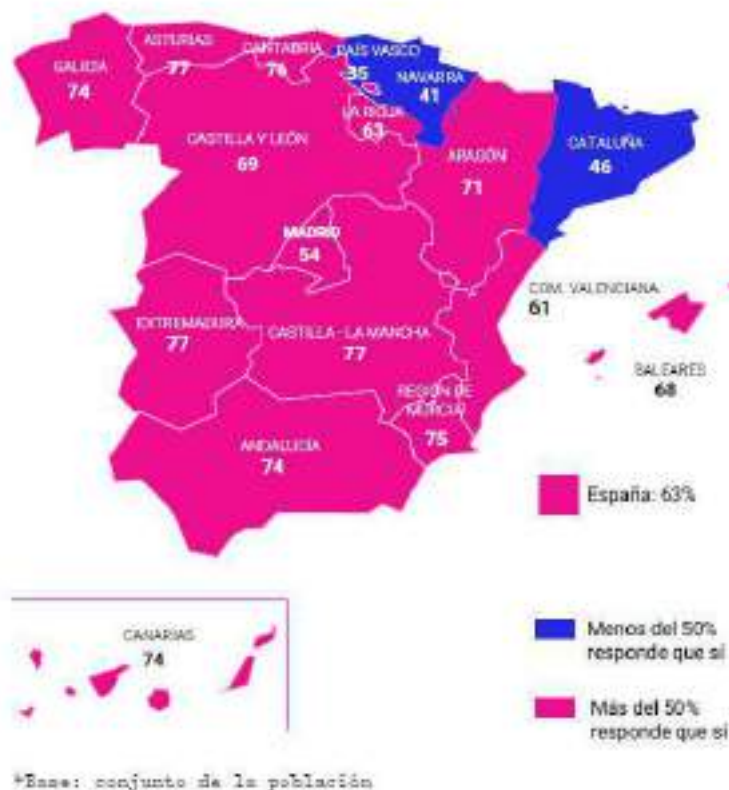 ASTURIAS
77
CANTABRIA
76
PAÍS VASCO
35
GALICIA
74
NAVARRA
41
LA RIOJA
63
CASTILLA Y LEÓN
69
ARAGÓN
71
CATALUÑA
46
MADRID
54
COM. VALENCIANA
61
EXTREMADURA
77
CASTILLA - LA MANCHA
77
BALEARES
68
REGIÓN DE
MURCIA
75
ANDALUCÍA
74
España: 63%
CANARIAS
74
Menos del 50%
responde que sí
Más del 50%
responde que sí
*Base: conjunto de la población